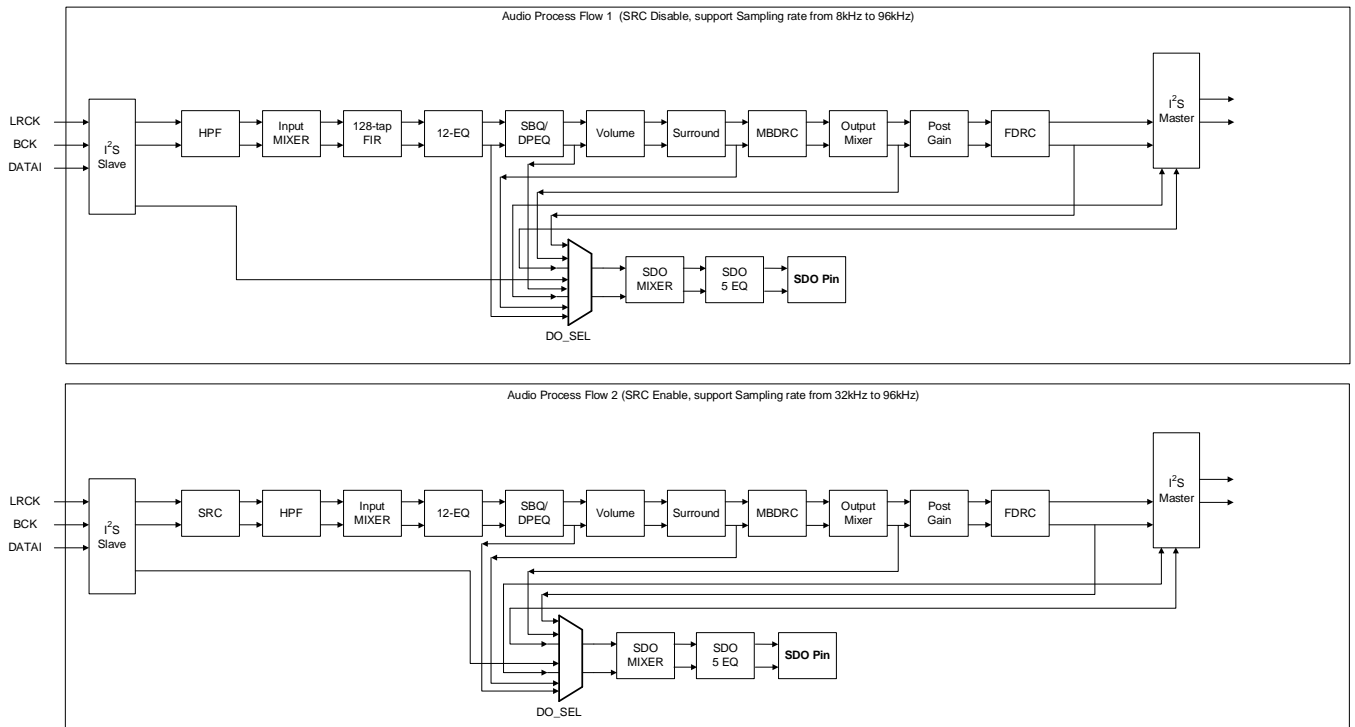 Audio Process Flow 1 (SRC Disable, support Sampling rate from 8kHz to 96kHz)
LRCK
BCK
DATAI
I²S
Slave
HPF
Input
MIXER
128-tap
FIR
12-EQ
SBQ/
DPEQ
Volume
Surround
MBDRC
Output
Mixer
Post
Gain
FDRC
I²S
Master
SDO
MIXER
SDO
5 EQ
SDO Pin
DO_SEL
Audio Process Flow 2 (SRC Enable, support Sampling rate from 32kHz to 96kHz)
LRCK
BCK
DATAI
I²S
Slave
SRC
HPF
Input
MIXER
12-EQ
SBQ/
DPEQ
Volume
Surround
MBDRC
Output
Mixer
Post
Gain
FDRC
I²S
Master
SDO
MIXER
SDO
5 EQ
SDO Pin
DO_SEL